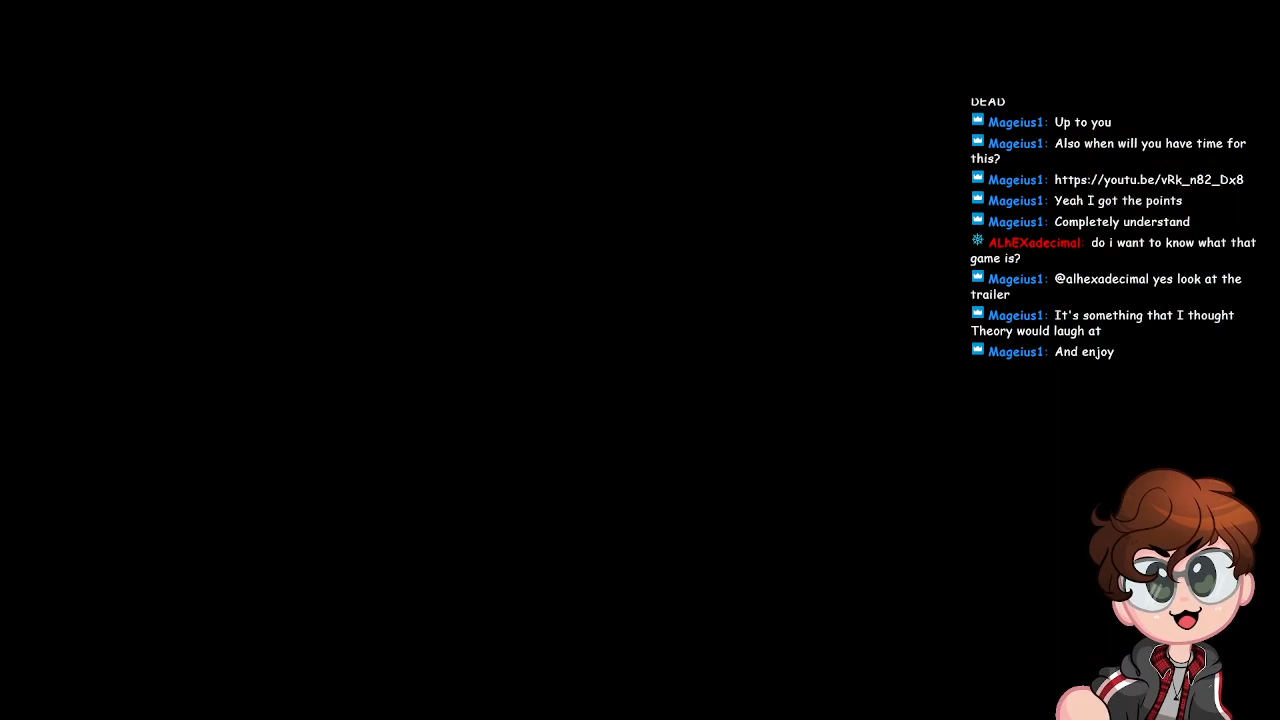 DEAD
Mageius1: Up to you
Mageius1: Also when will you have time for
this?
Mageius1: https://youtu.be/vRk_n82_Dx8
Mageius1: Yeah I got the points
Mageius1: Completely understand
ALhEXadecimal: do i want to know what that
game is?
Mageius1: @alhexadecimal yes look at the
trailer
Mageius1: It's something that I thought
Theory would laugh at
Mageius1: And enjoy